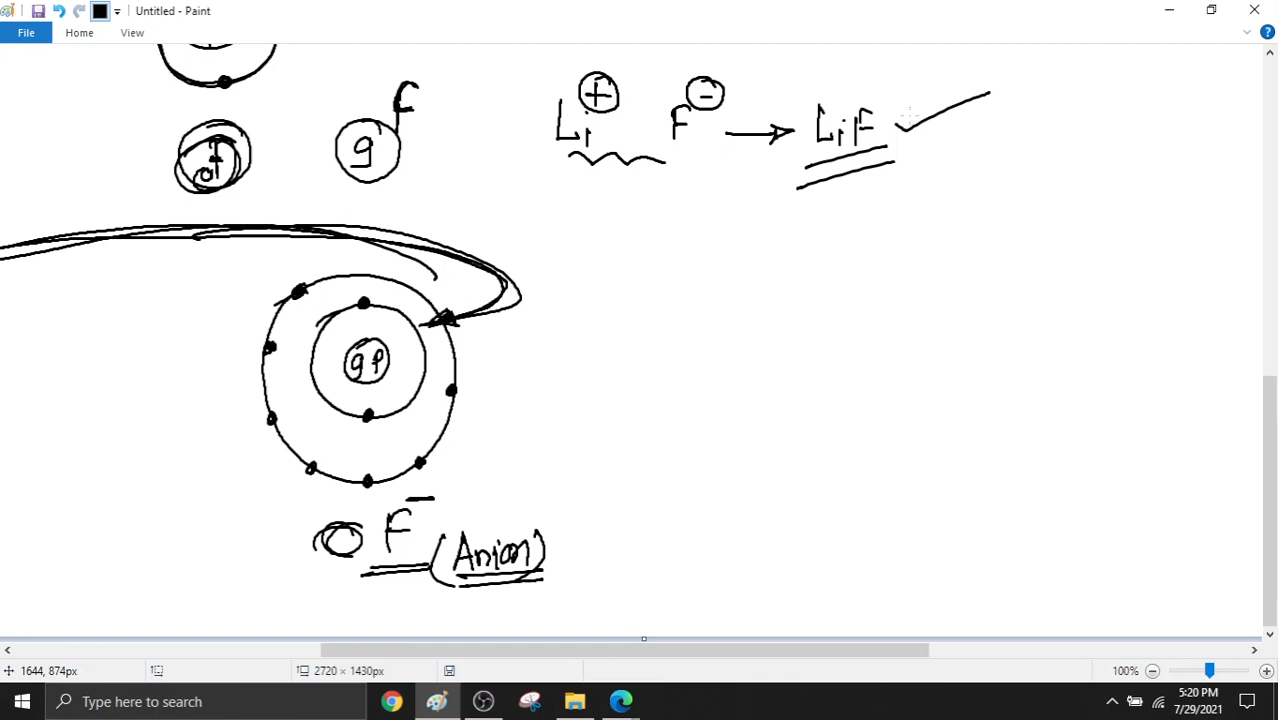 Untitled - Paint
File Home View
F
9
Li + F - → LiF
9P
F - (Anion)
1644, 874px 2720 × 1430px 100%
Type here to search
5:20 PM
7/29/2021